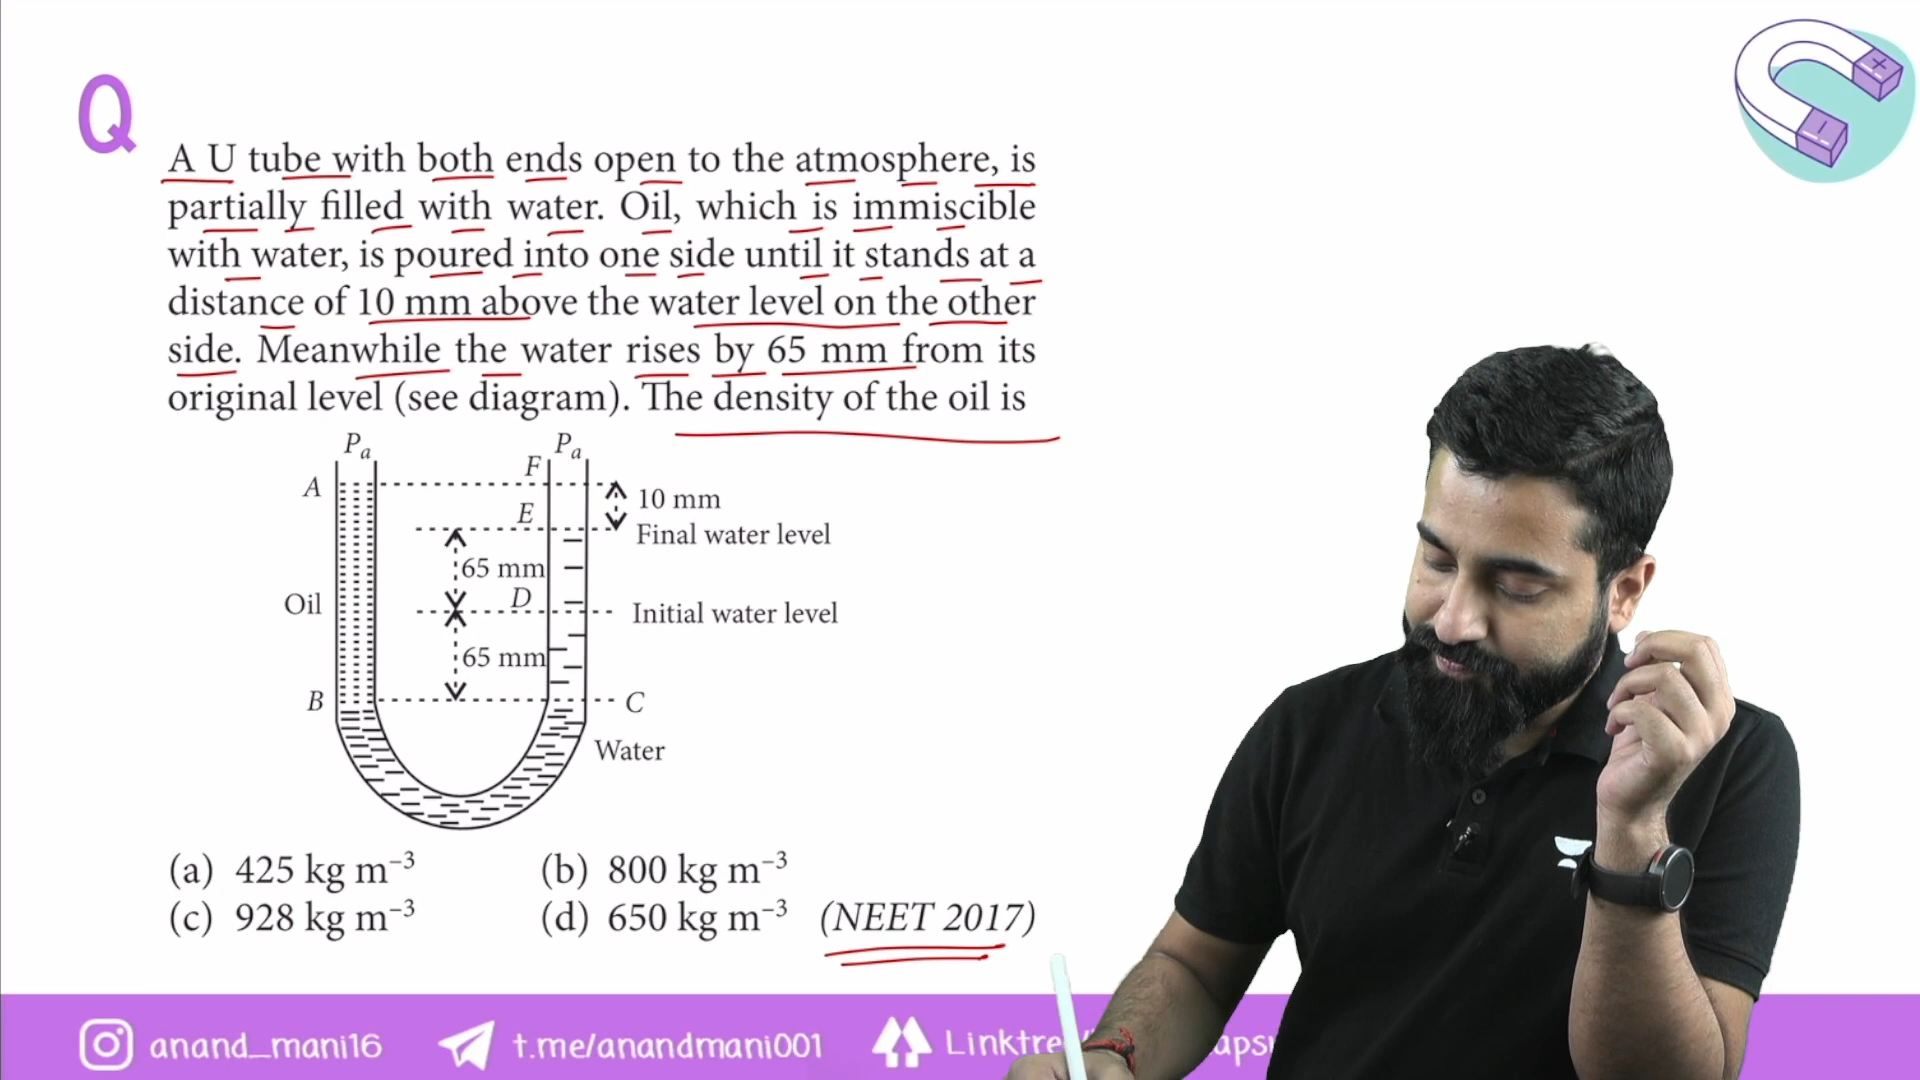 Q
A U tube with both ends open to the atmosphere, is
partially filled with water. Oil, which is immiscible
with water, is poured into one side until it stands at a
distance of 10 mm above the water level on the other
side. Meanwhile the water rises by 65 mm from its
original level (see diagram). The density of the oil is
Pa Pa
F
A
10 mm
E
Final water level
65 mm
D
Oil
Initial water level
65 mm
B
C
Water
(a) 425 kg m⁻³ (b) 800 kg m⁻³
(c) 928 kg m⁻³ (d) 650 kg m⁻³ (NEET 2017)
anand_mani16 t.me/anandmani001